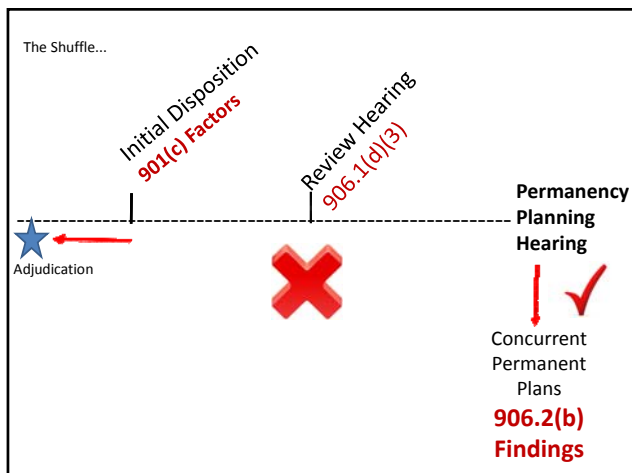 The Shuffle...
Initial Disposition
901(c) Factors
Review Hearing
906.1(d)(3)
Adjudication
Permanency
Planning
Hearing
Concurrent
Permanent
Plans
906.2(b)
Findings